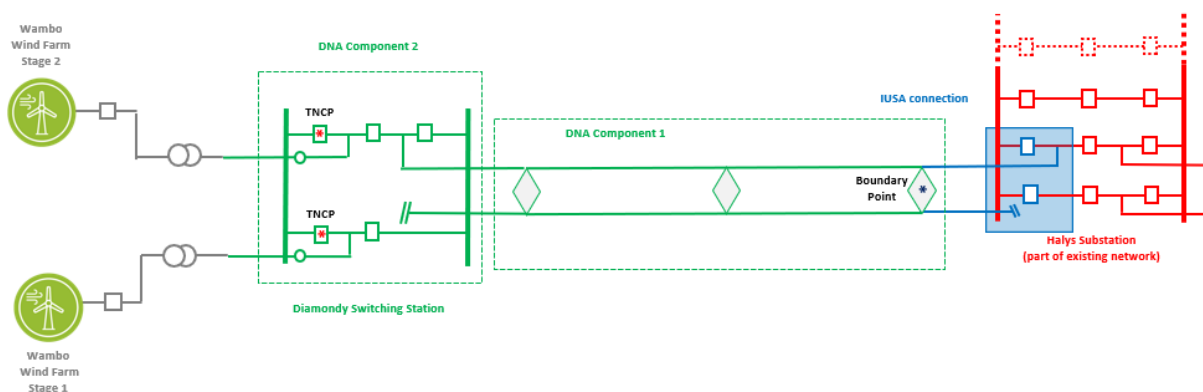 Wambo
Wind Farm
Stage 2
DNA Component 2
TNCP
*
TNCP
*
Diamondy Switching Station
Wambo
Wind Farm
Stage 1
DNA Component 1
Boundary
Point
*
IUSA connection
Halys Substation
(part of existing network)